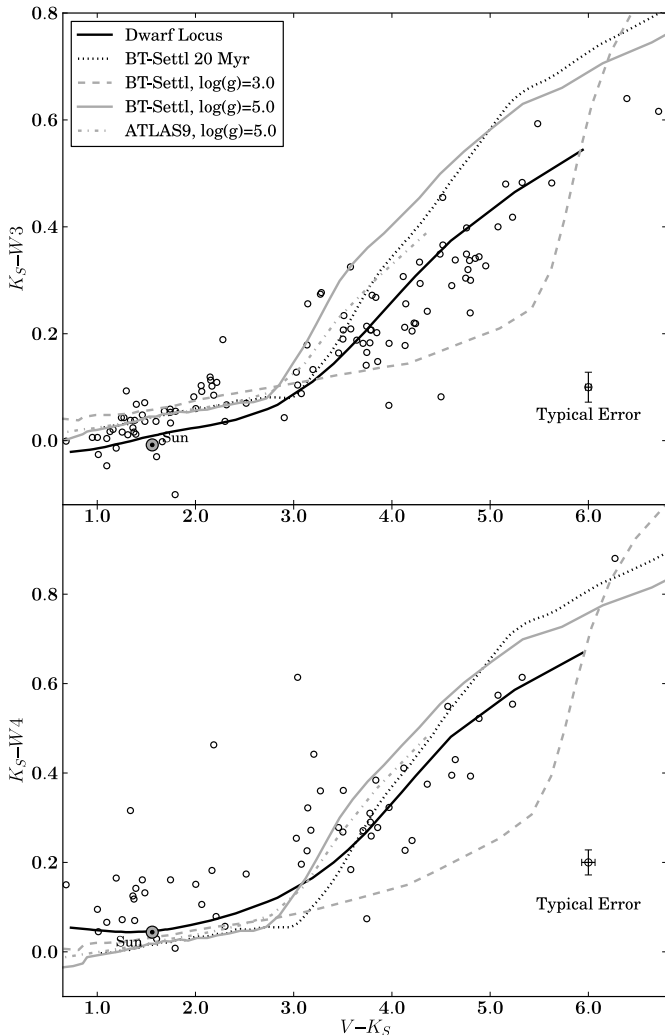 Dwarf Locus
BT-Settl 20 Myr
BT-Settl, log(g)=3.0
BT-Settl, log(g)=5.0
ATLAS9, log(g)=5.0
0.8
0.6
0.4
0.2
0.0
K_S−W3
Sun
Typical Error
1.0 2.0 3.0 4.0 5.0 6.0
0.8
0.6
0.4
0.2
0.0
K_S−W4
Sun
Typical Error
1.0 2.0 3.0 4.0 5.0 6.0
V−K_S